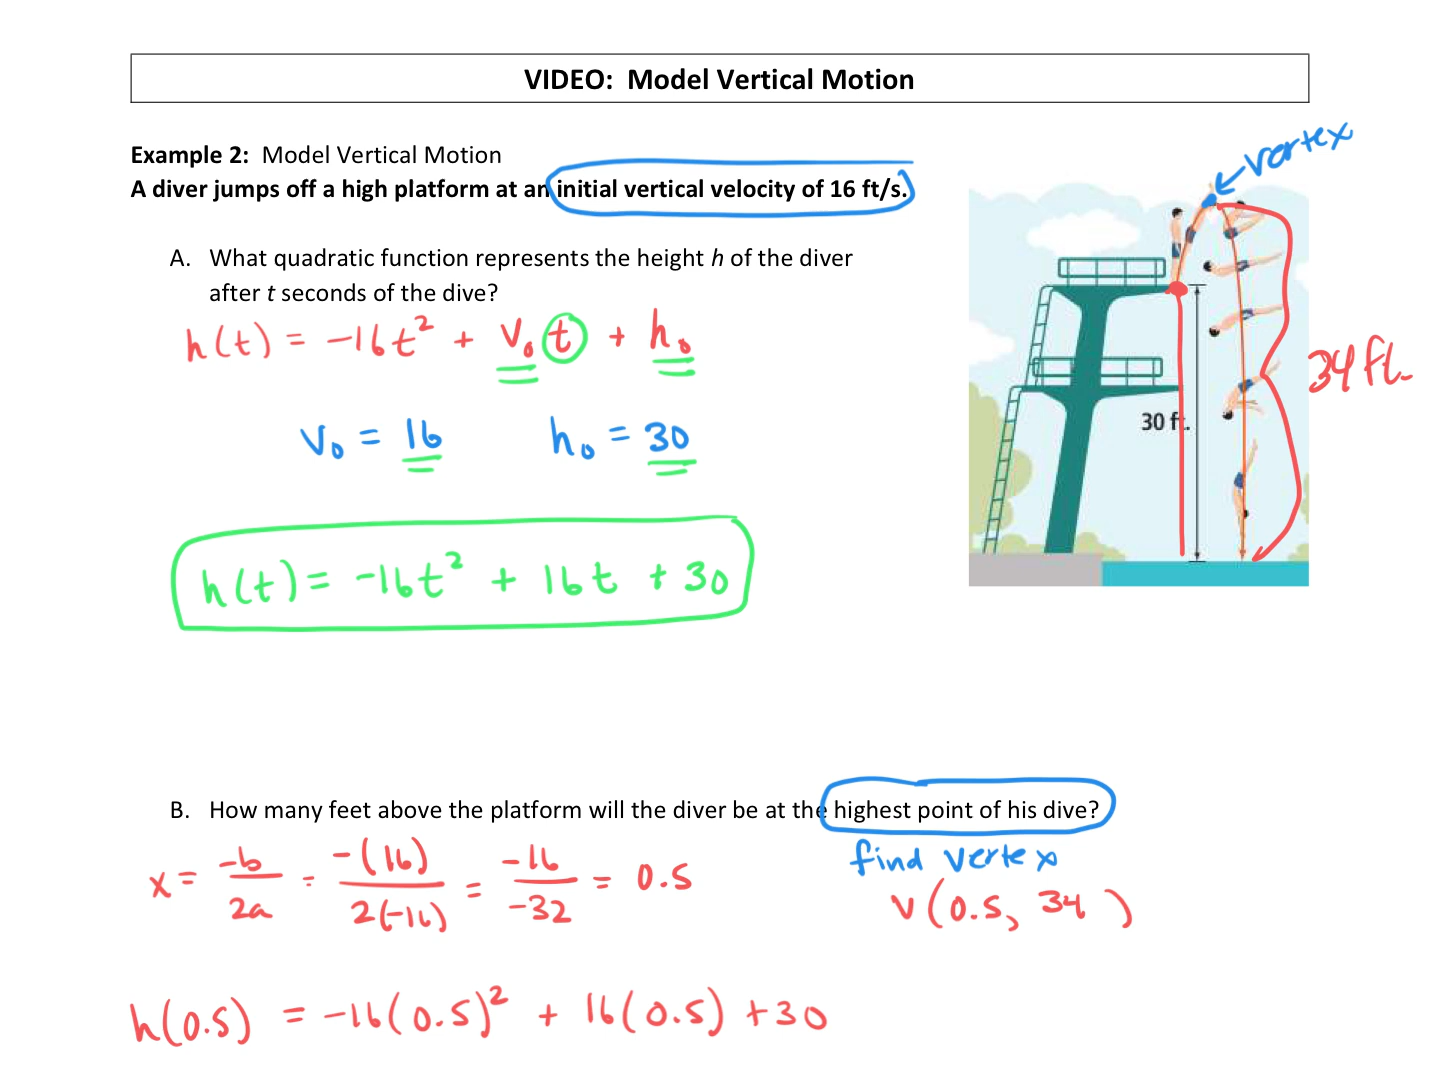 VIDEO: Model Vertical Motion
Example 2: Model Vertical Motion
A diver jumps off a high platform at an initial vertical velocity of 16 ft/s.
vertex
A. What quadratic function represents the height h of the diver
after t seconds of the dive?
h(t) = -16t² + v₀t + h₀
34 ft.
v₀ = 16 h₀ = 30
30 ft.
h(t) = -16t² + 16t + 30
B. How many feet above the platform will the diver be at the highest point of his dive?
find vertex
x = -b/2a = -(16)/2(-16) = -16/-32 = 0.5
V(0.5, 34)
h(0.5) = -16(0.5)² + 16(0.5) + 30